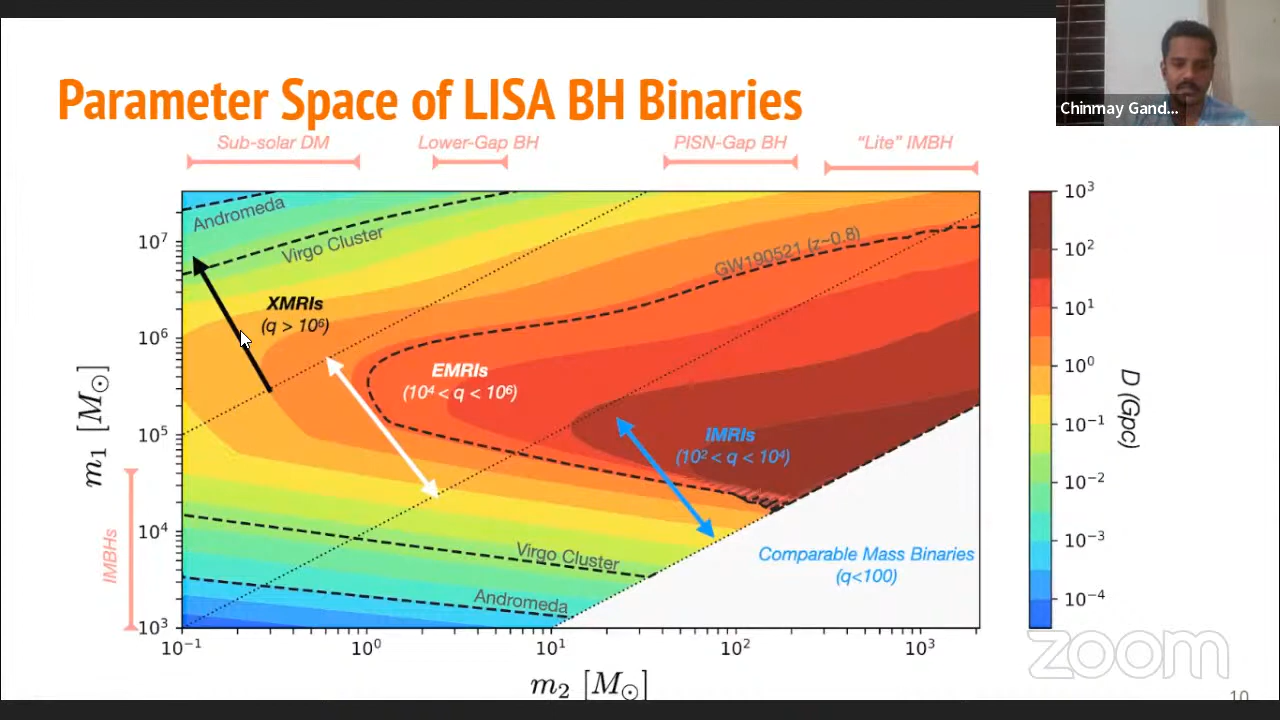 Chinmay Gand...
Parameter Space of LISA BH Binaries
Sub-solar DM
Lower-Gap BH
PISN-Gap BH
“Lite” IMBH
Andromeda
Virgo Cluster
GW190521 (z~0.8)
XMRIs
(q > 10⁶)
EMRIs
(10⁴ < q < 10⁶)
IMRIs
(10² < q < 10⁴)
Virgo Cluster
Andromeda
Comparable Mass Binaries
(q<100)
10⁷
10⁶
10⁵
10⁴
10³
m₁ [M☉]
IMBHs
10⁻¹
10⁰
10¹
10²
10³
m₂ [M☉]
10³
10²
10¹
10⁰
10⁻¹
10⁻²
10⁻³
10⁻⁴
D (Gpc)
zoom
10